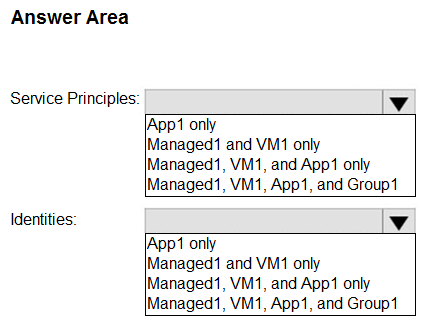 Answer Area
Service Principles:
App1 only
Managed1 and VM1 only
Managed1, VM1, and App1 only
Managed1, VM1, App1, and Group1
Identities:
App1 only
Managed1 and VM1 only
Managed1, VM1, and App1 only
Managed1, VM1, App1, and Group1